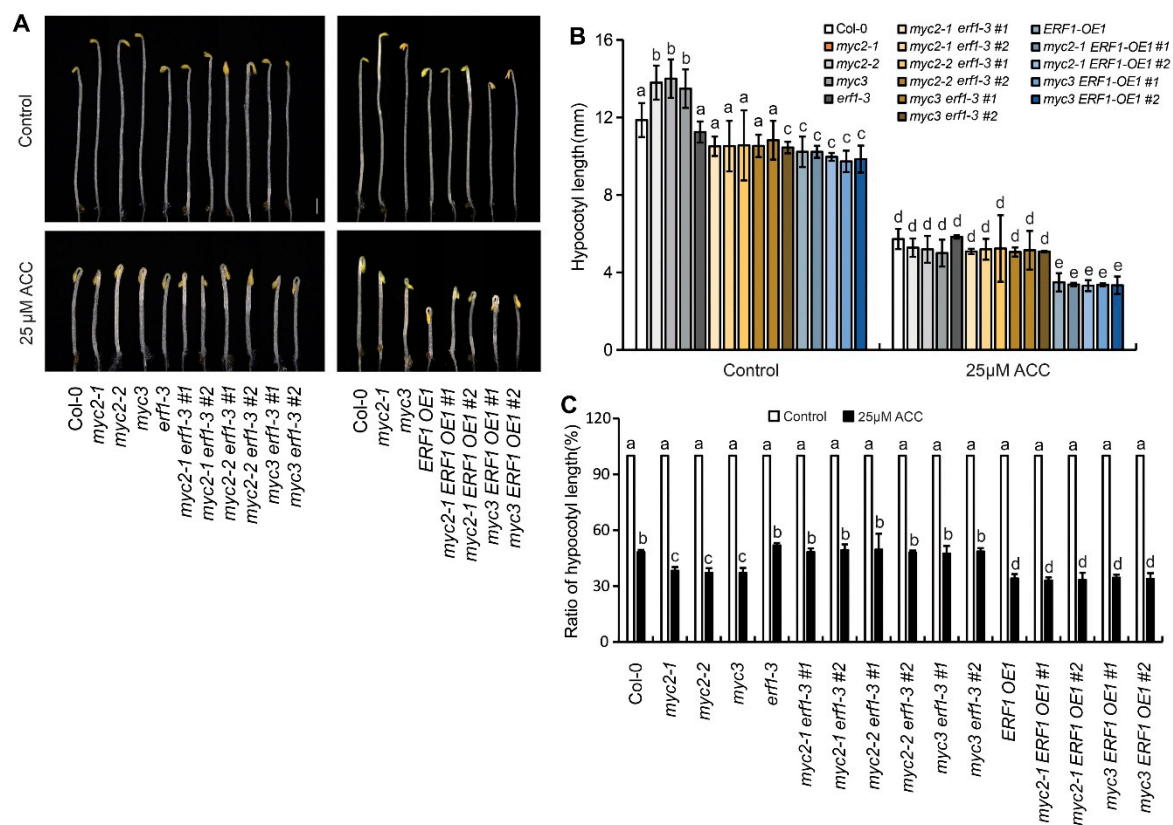 A
Control
25 μM ACC
Col-0
myc2-1
myc2-2
myc3
erf1-3
myc2-1 erf1-3 #1
myc2-1 erf1-3 #2
myc2-2 erf1-3 #1
myc2-2 erf1-3 #2
myc3 erf1-3 #1
myc3 erf1-3 #2
Col-0
myc2-1
myc3
ERF1 OE1
myc2-1 ERF1 OE1 #1
myc2-1 ERF1 OE1 #2
myc3 ERF1 OE1 #1
myc3 ERF1 OE1 #2
B
Hypocotyl length(mm)
16
12
8
4
0
Col-0
myc2-1
myc2-2
myc3
erf1-3
myc2-1 erf1-3 #1
myc2-1 erf1-3 #2
myc2-2 erf1-3 #1
myc2-2 erf1-3 #2
myc3 erf1-3 #1
myc3 erf1-3 #2
ERF1-OE1
myc2-1 ERF1-OE1 #1
myc2-1 ERF1-OE1 #2
myc3 ERF1-OE1 #1
myc3 ERF1-OE1 #2
a b b b a a a a a a c c c c c c
d d d d d d d d d d d e e e e e
Control
25μM ACC
C
Ratio of hypocotyl length(%)
120
90
60
30
0
Control
25μM ACC
a a a a a a a a a a a a a a a a
b c c c b b b b b b b d d d d d
Col-0
myc2-1
myc2-2
myc3
erf1-3
myc2-1 erf1-3 #1
myc2-1 erf1-3 #2
myc2-2 erf1-3 #1
myc2-2 erf1-3 #2
myc3 erf1-3 #1
myc3 erf1-3 #2
ERF1 OE1
myc2-1 ERF1 OE1 #1
myc2-1 ERF1 OE1 #2
myc3 ERF1 OE1 #1
myc3 ERF1 OE1 #2